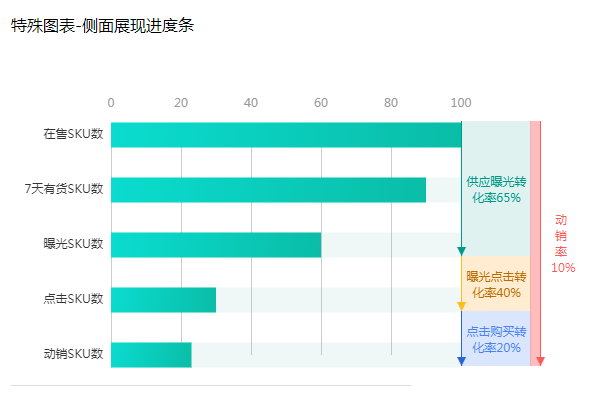 特殊图表-侧面展现进度条
0 20 40 60 80 100
在售SKU数
7天有货SKU数
曝光SKU数
点击SKU数
动销SKU数
供应曝光转
化率65%
曝光点击转
化率40%
点击购买转
化率20%
动
销
率
10%